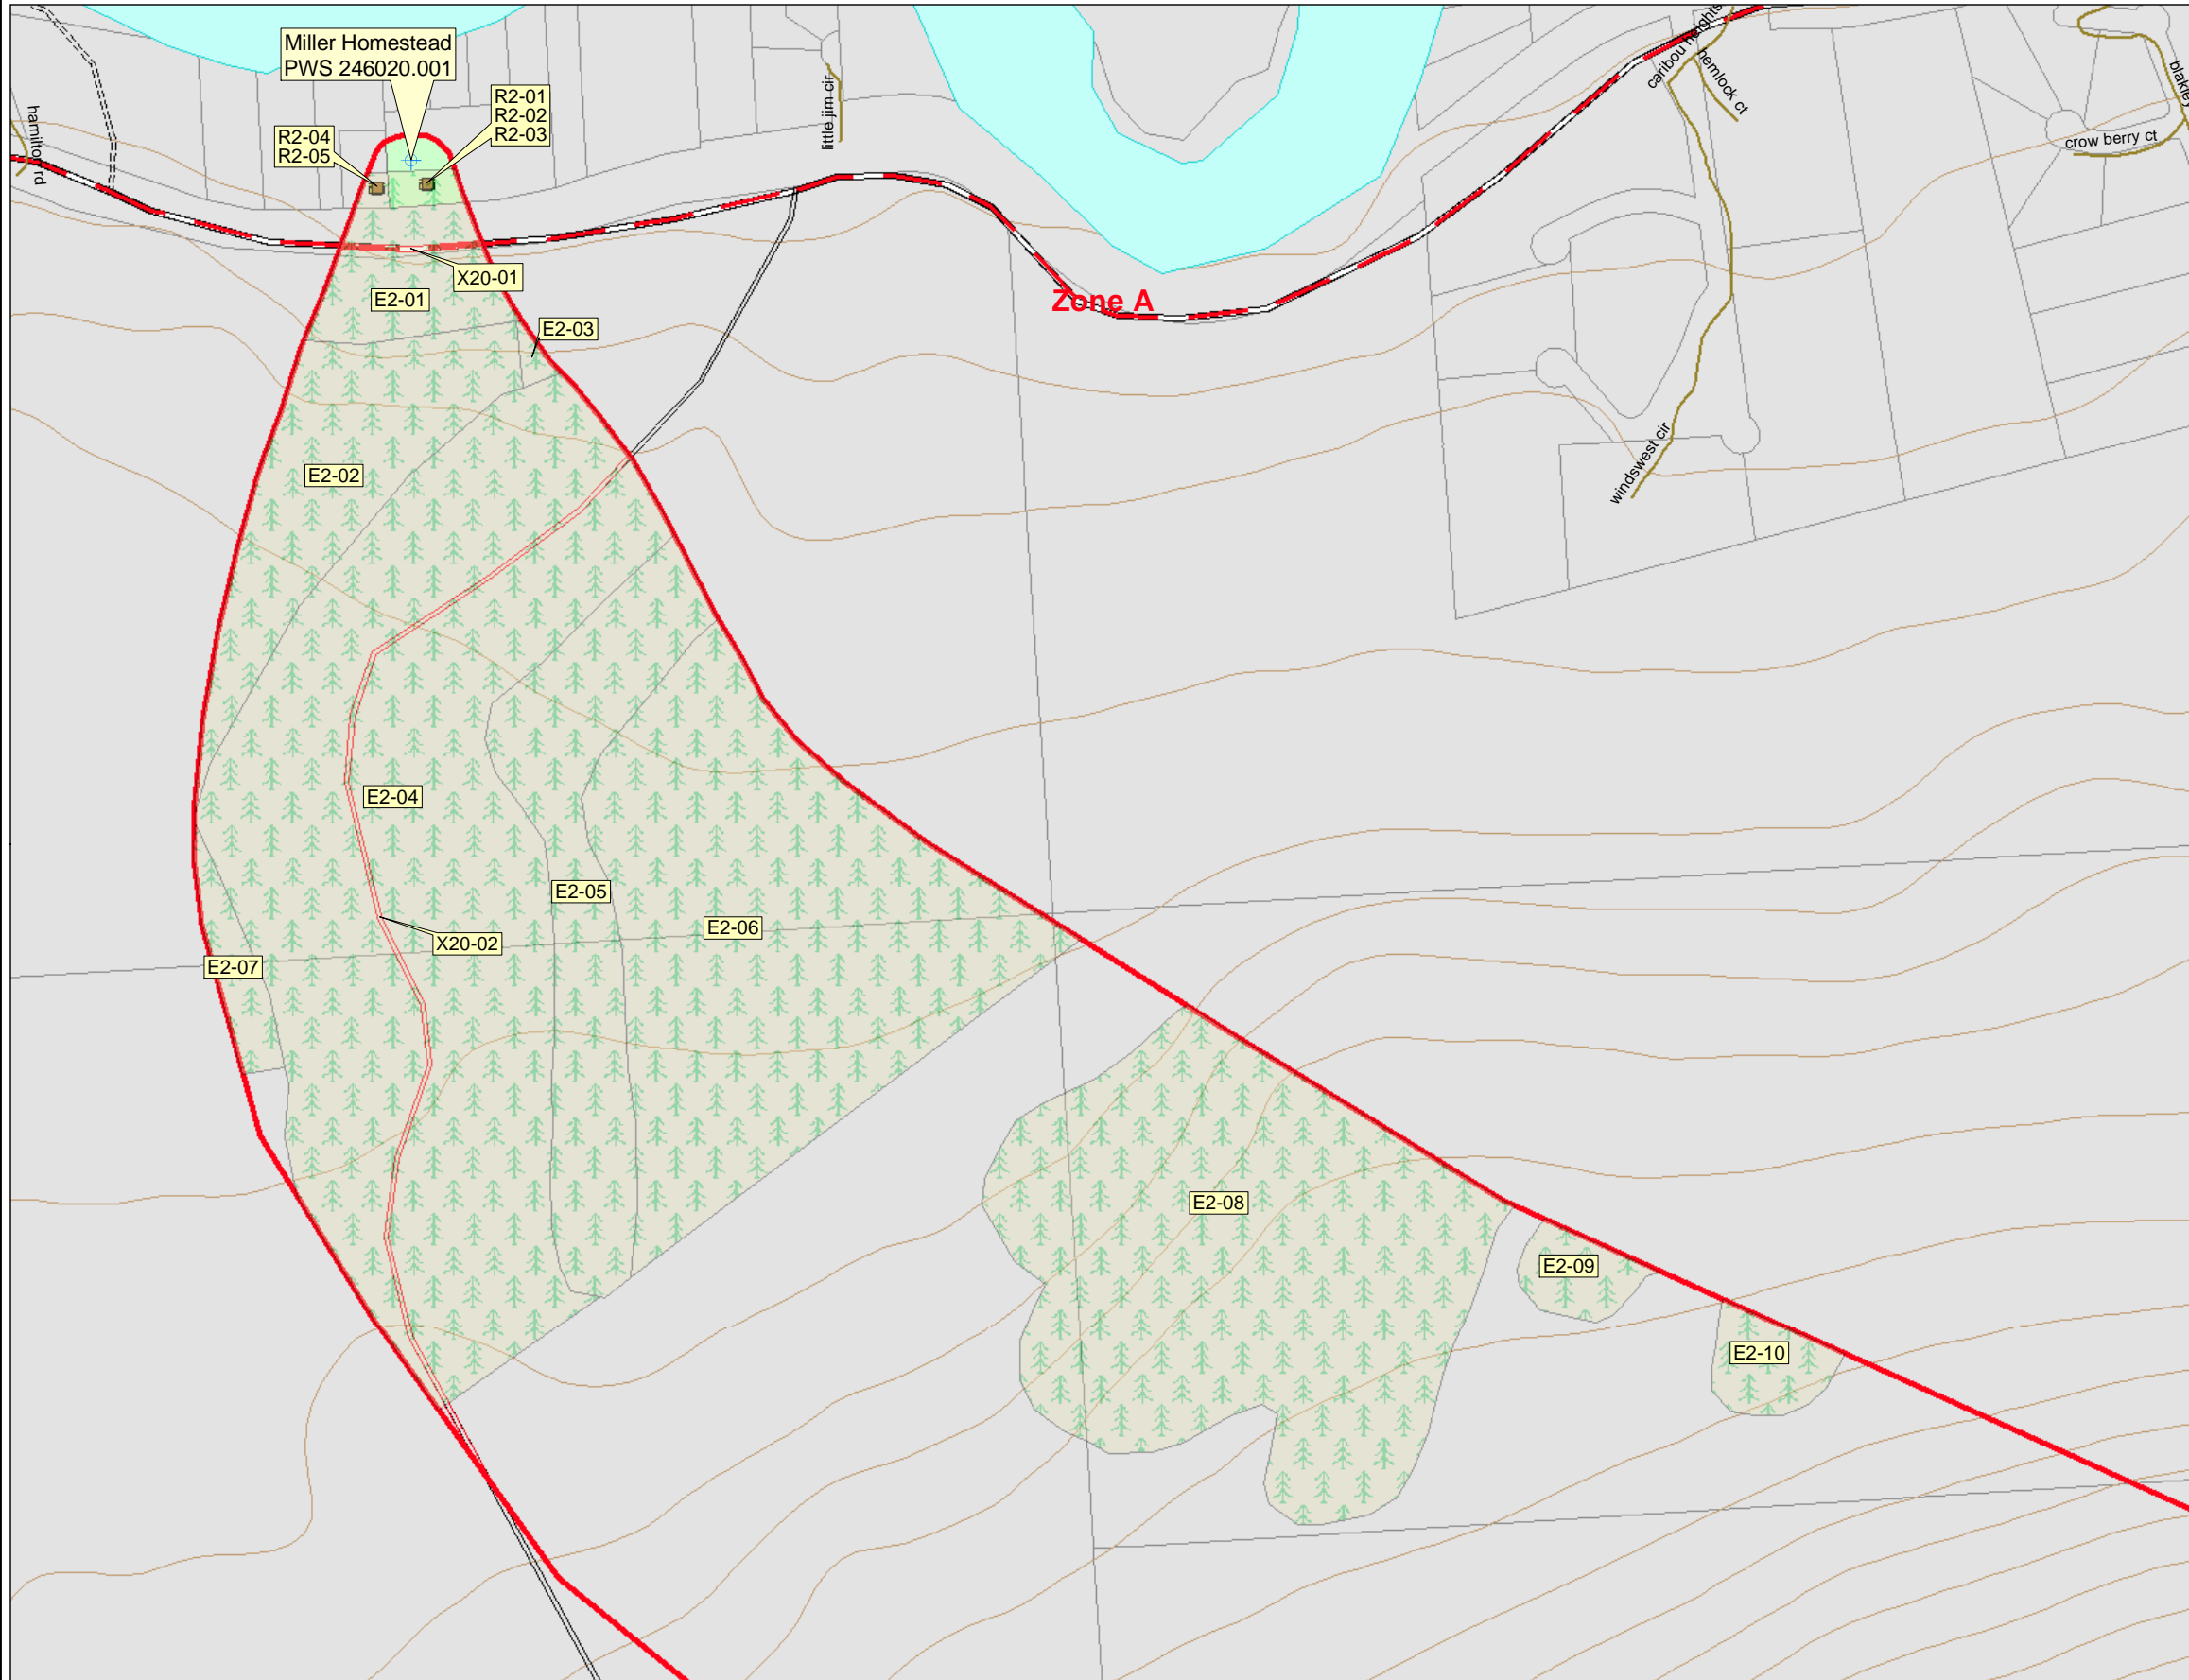 Miller Homestead
PWS 246020.001
R2-01
R2-02
R2-03
R2-04
R2-05
hamilton rd
little jim cir
caribou heights
hemlock ct
blakley
crow berry ct
X20-01
E2-01
Zone A
E2-03
E2-02
windswest cir
E2-04
E2-05
E2-06
X20-02
E2-07
E2-08
E2-09
E2-10